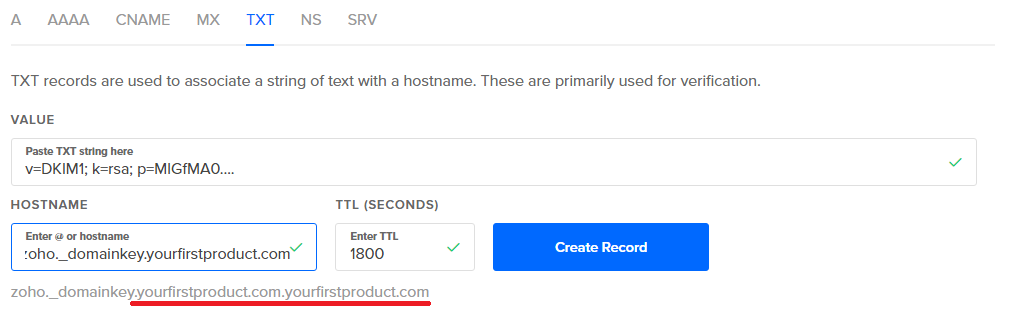 A AAAA CNAME MX TXT NS SRV
TXT records are used to associate a string of text with a hostname. These are primarily used for verification.
VALUE
Paste TXT string here
v=DKIM1; k=rsa; p=MIGfMA0....
HOSTNAME TTL (SECONDS)
Enter @ or hostname Enter TTL
zoho._domainkey.yourfirstproduct.com 1800 Create Record
zoho._domainkey.yourfirstproduct.com.yourfirstproduct.com